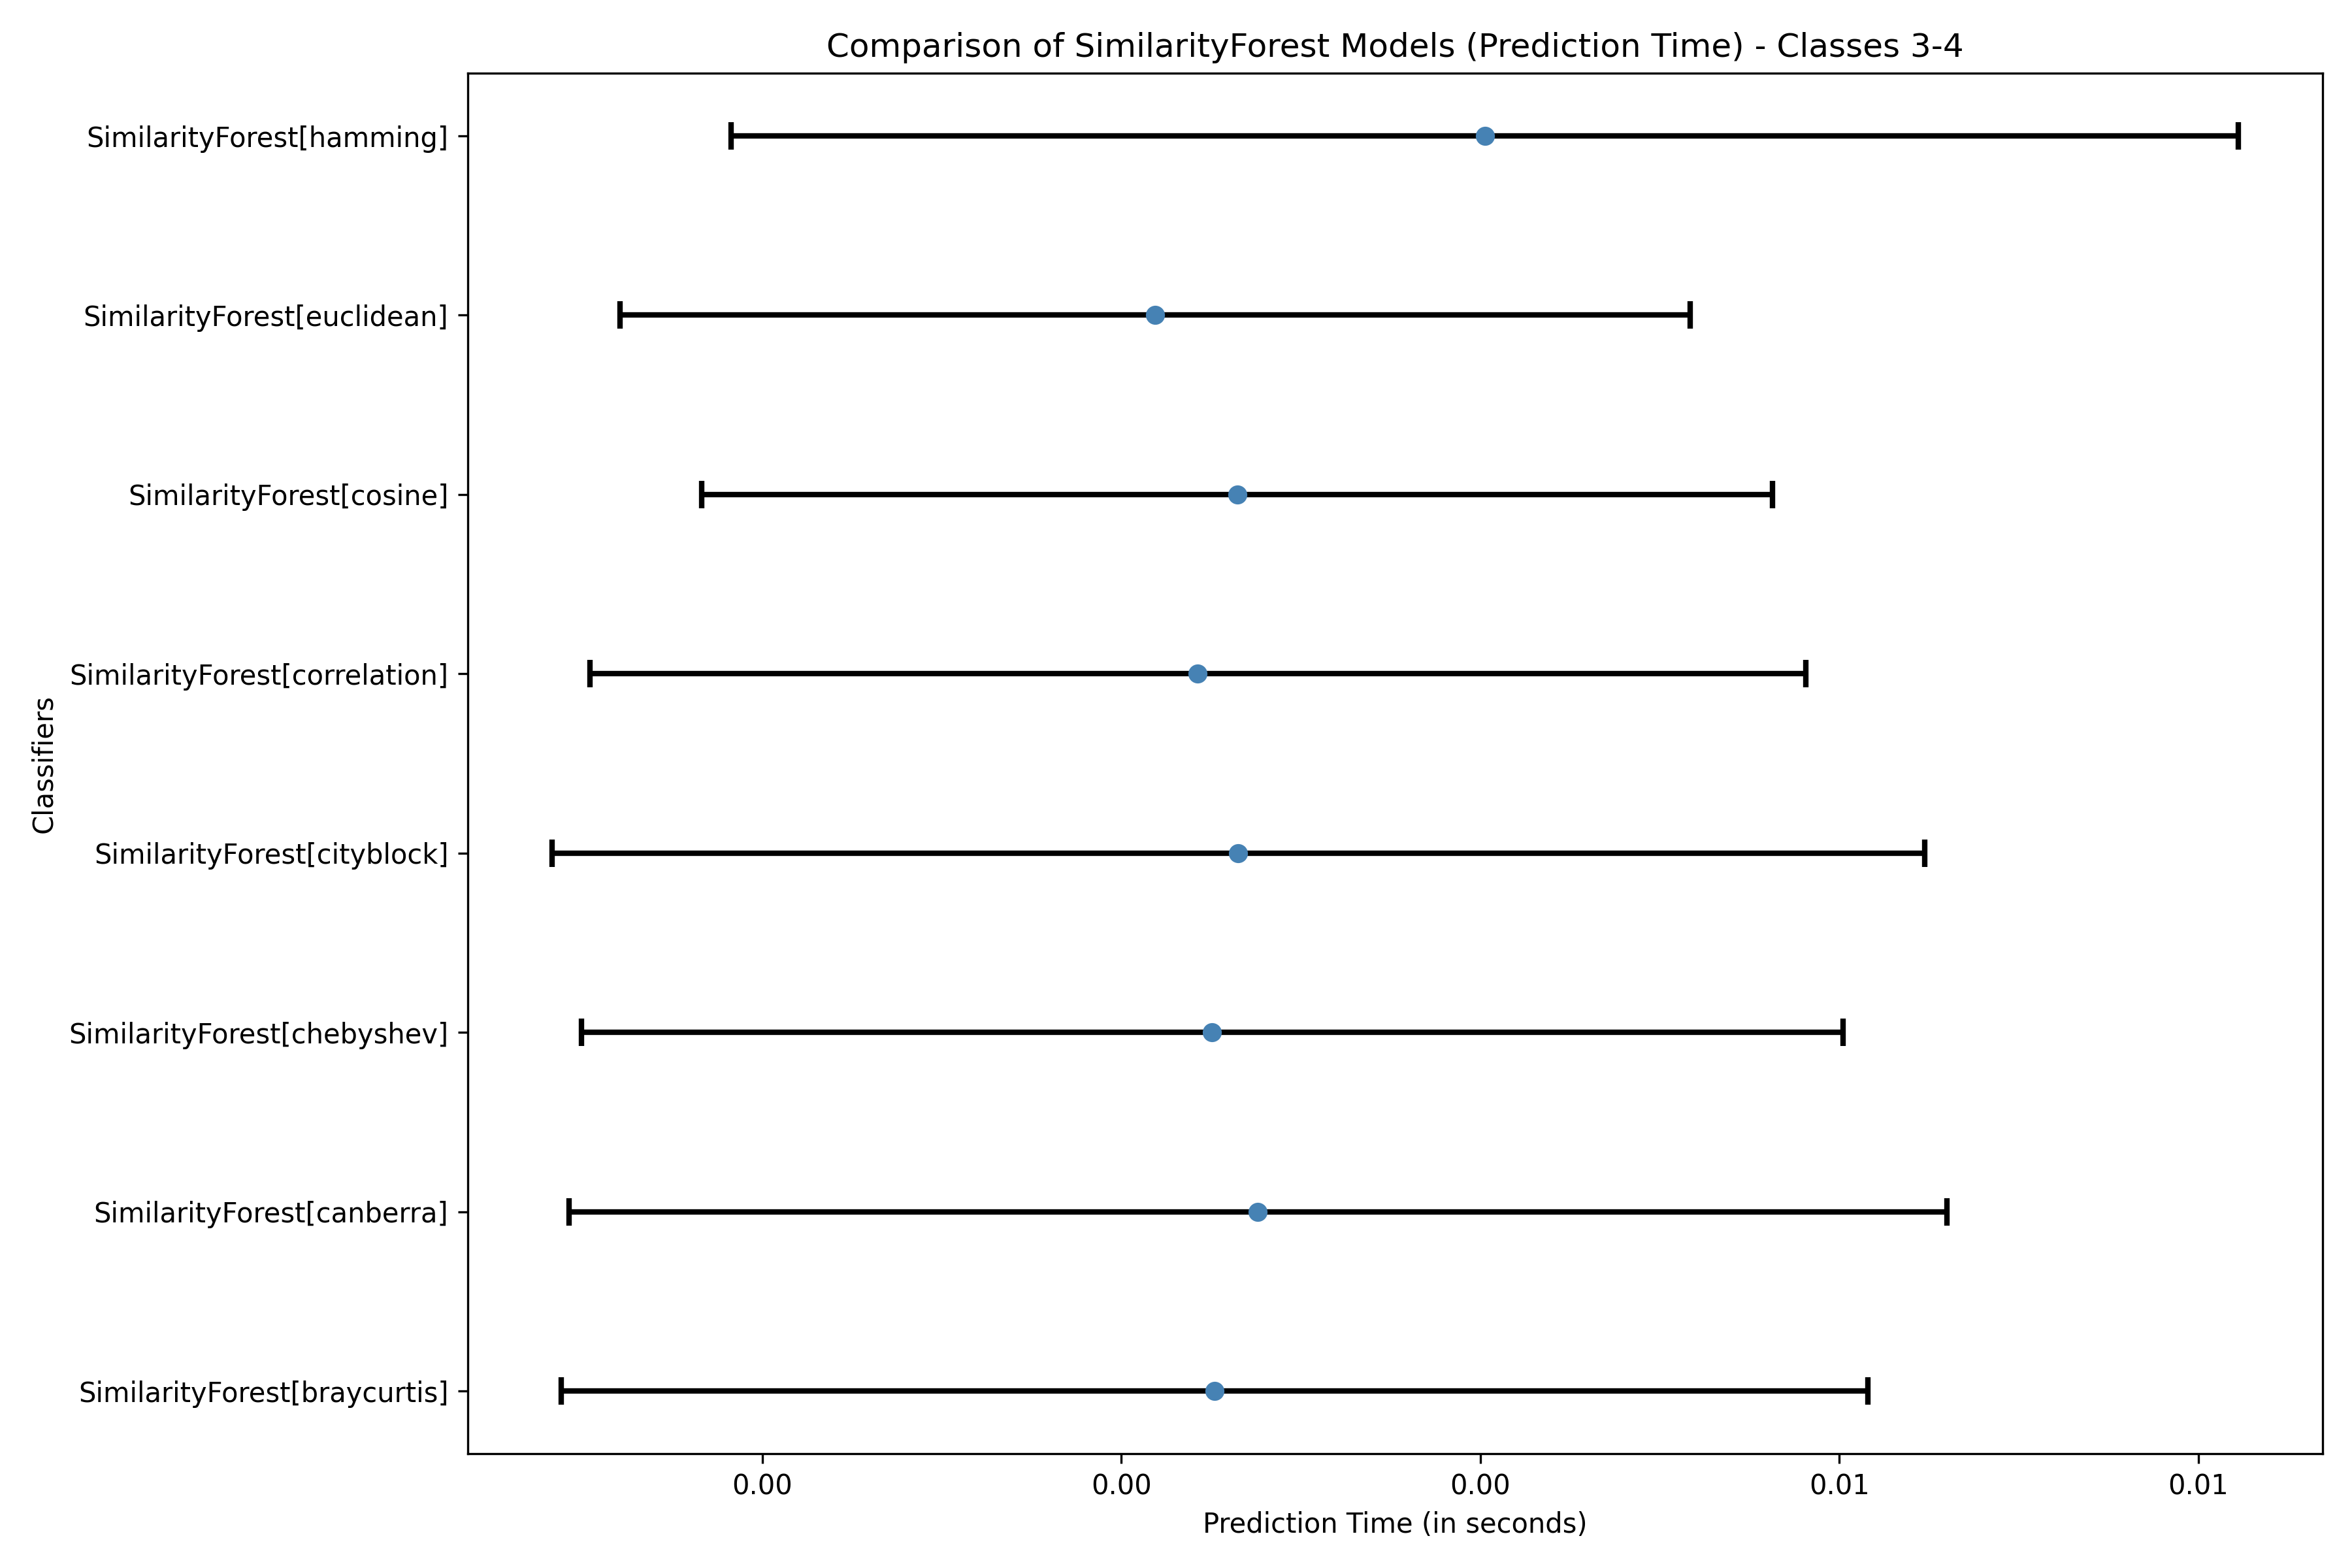 Comparison of SimilarityForest Models (Prediction Time) - Classes 3-4
Classifiers
SimilarityForest[hamming]
SimilarityForest[euclidean]
SimilarityForest[cosine]
SimilarityForest[correlation]
SimilarityForest[cityblock]
SimilarityForest[chebyshev]
SimilarityForest[canberra]
SimilarityForest[braycurtis]
0.00 0.00 0.00 0.01 0.01
Prediction Time (in seconds)